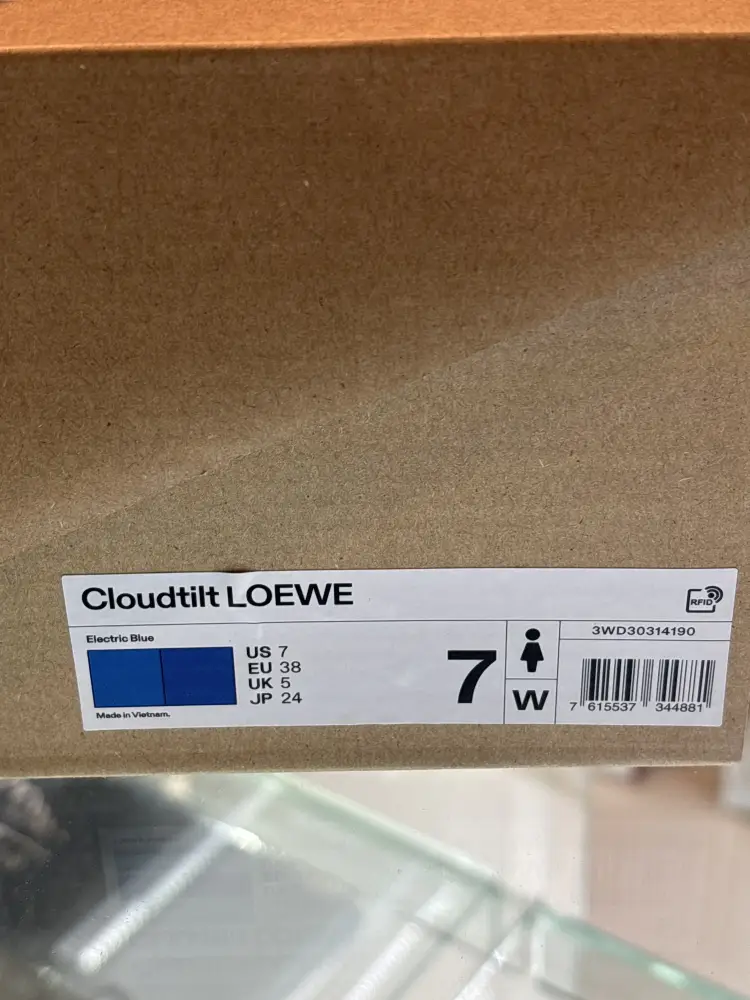 Cloudtilt LOEWE
RFID
Electric Blue
Made in Vietnam.
US 7
EU 38
UK 5
JP 24
7
W
3WD30314190
7 615537 344881